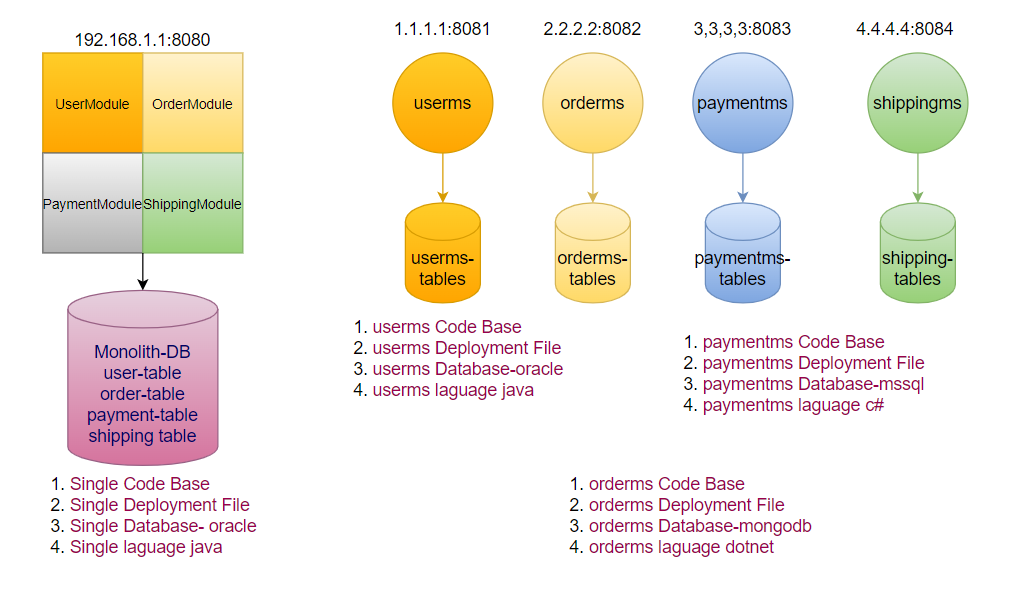 192.168.1.1:8080
UserModule
OrderModule
PaymentModule
ShippingModule
Monolith-DB
user-table
order-table
payment-table
shipping table
1. Single Code Base
2. Single Deployment File
3. Single Database- oracle
4. Single laguage java
1.1.1.1:8081
2.2.2.2:8082
3,3,3,3:8083
4.4.4.4:8084
userms
orderms
paymentms
shippingms
userms-
tables
orderms-
tables
paymentms-
tables
shipping-
tables
1. userms Code Base
2. userms Deployment File
3. userms Database-oracle
4. userms laguage java
1. paymentms Code Base
2. paymentms Deployment File
3. paymentms Database-mssql
4. paymentms laguage c#
1. orderms Code Base
2. orderms Deployment File
3. orderms Database-mongodb
4. orderms laguage dotnet